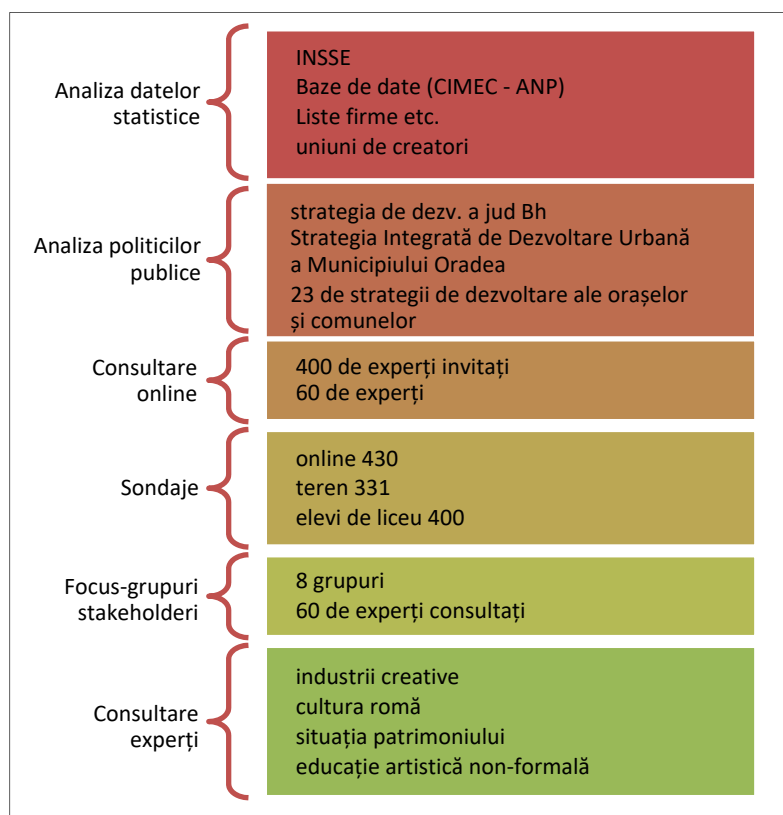 Analiza datelor
statistice
INSSE
Baze de date (CIMEC - ANP)
Liste firme etc.
uniuni de creatori
Analiza politicilor
publice
strategia de dezv. a jud Bh
Strategia Integrată de Dezvoltare Urbană
a Municipiului Oradea
23 de strategii de dezvoltare ale orașelor
și comunelor
Consultare
online
400 de experți invitați
60 de experți
Sondaje
online 430
teren 331
elevi de liceu 400
Focus-grupuri
stakeholderi
8 grupuri
60 de experți consultați
Consultare
experți
industrii creative
cultura romă
situația patrimoniului
educație artistică non-formală